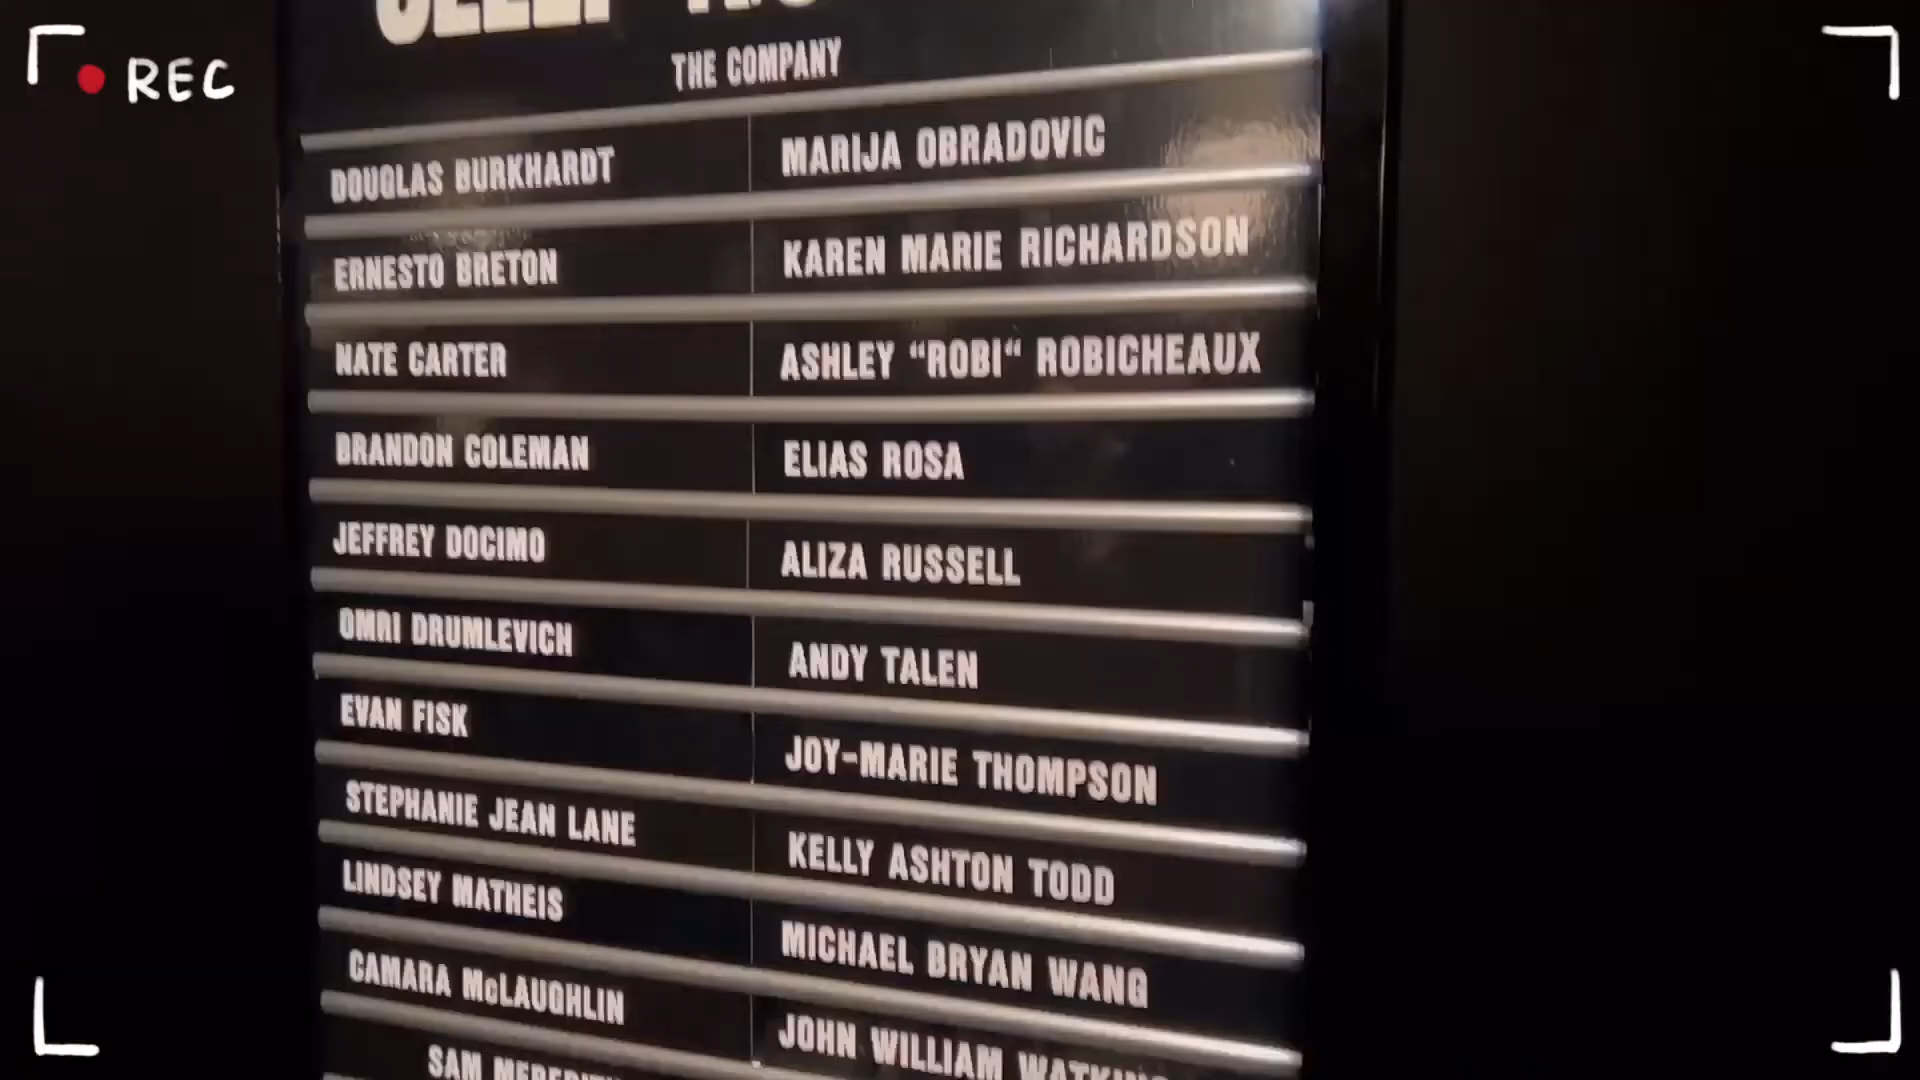 REC
THE COMPANY
DOUGLAS BURKHARDT
MARIJA OBRADOVIC
ERNESTO BRETON
KAREN MARIE RICHARDSON
NATE CARTER
ASHLEY “ROBI“ ROBICHEAUX
BRANDON COLEMAN
ELIAS ROSA
JEFFREY DOCIMO
ALIZA RUSSELL
OMRI DRUMLEVICH
ANDY TALEN
EVAN FISK
JOY-MARIE THOMPSON
STEPHANIE JEAN LANE
KELLY ASHTON TODD
LINDSEY MATHEIS
MICHAEL BRYAN WANG
CAMARA McLAUGHLIN
JOHN WILLIAM
SAM